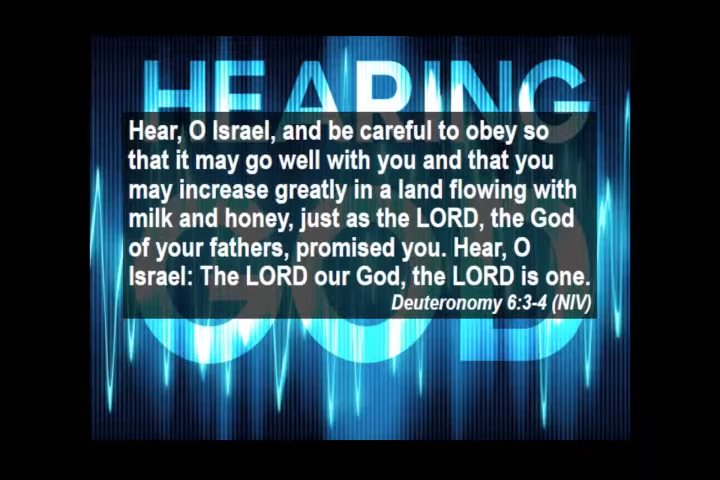 HEARING
Hear, O Israel, and be careful to obey so
that it may go well with you and that you
may increase greatly in a land flowing with
milk and honey, just as the LORD, the God
of your fathers, promised you. Hear, O
Israel: The LORD our God, the LORD is one.
Deuteronomy 6:3-4 (NIV)
GOD